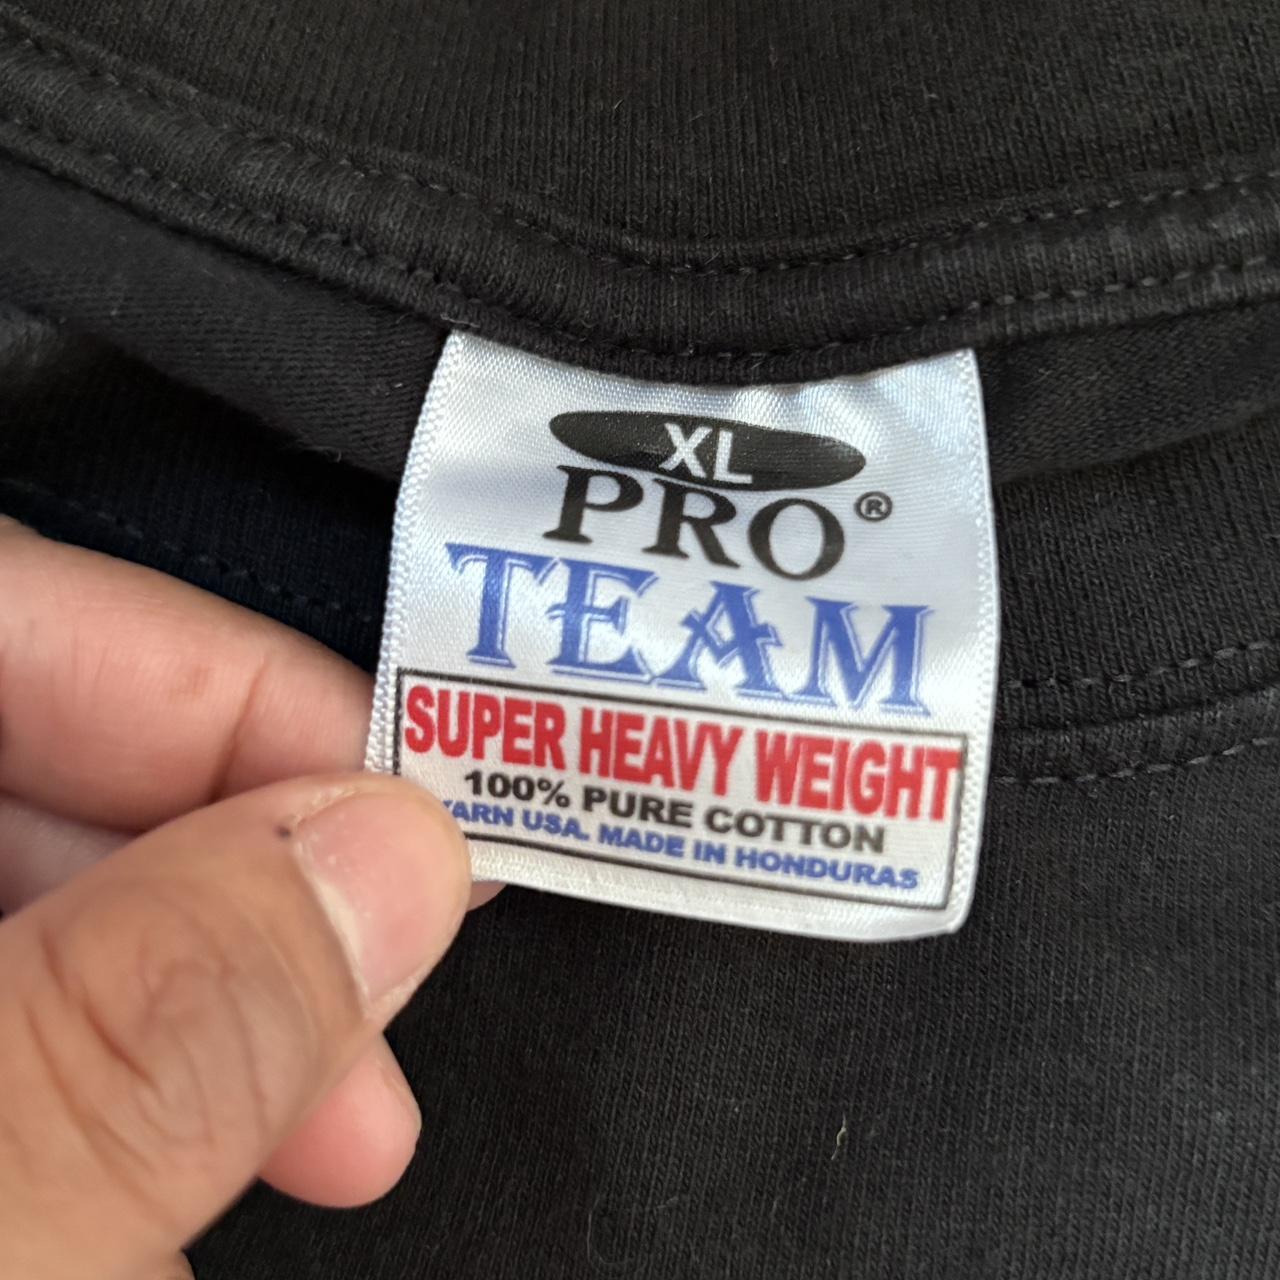 XL
PRO®
TEAM
SUPER HEAVY WEIGHT
100% PURE COTTON
YARN USA. MADE IN HONDURAS